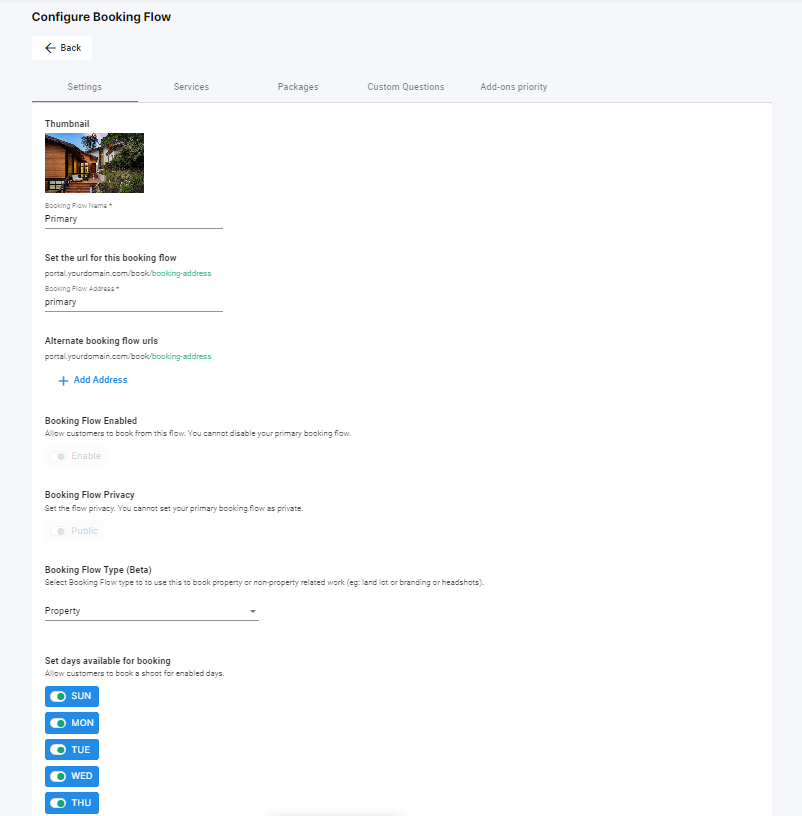 Configure Booking Flow
Back
Settings Services Packages Custom Questions Add-ons priority
Thumbnail
Booking Flow Name *
Primary
Set the url for this booking flow
portal.yourdomain.com/book/booking-address
Booking Flow Address *
primary
Alternate booking flow urls
portal.yourdomain.com/book/booking-address
Add Address
Booking Flow Enabled
Allow customers to book from this flow. You cannot disable your primary booking flow.
Enable
Booking Flow Privacy
Set the flow privacy. You cannot set your primary booking flow as private.
Public
Booking Flow Type (Beta)
Select Booking Flow type to to use this to book property or non-property related work (eg: land lot or branding or headshots).
Property
Set days available for booking
Allow customers to book a shoot for enabled days.
SUN
MON
TUE
WED
THU